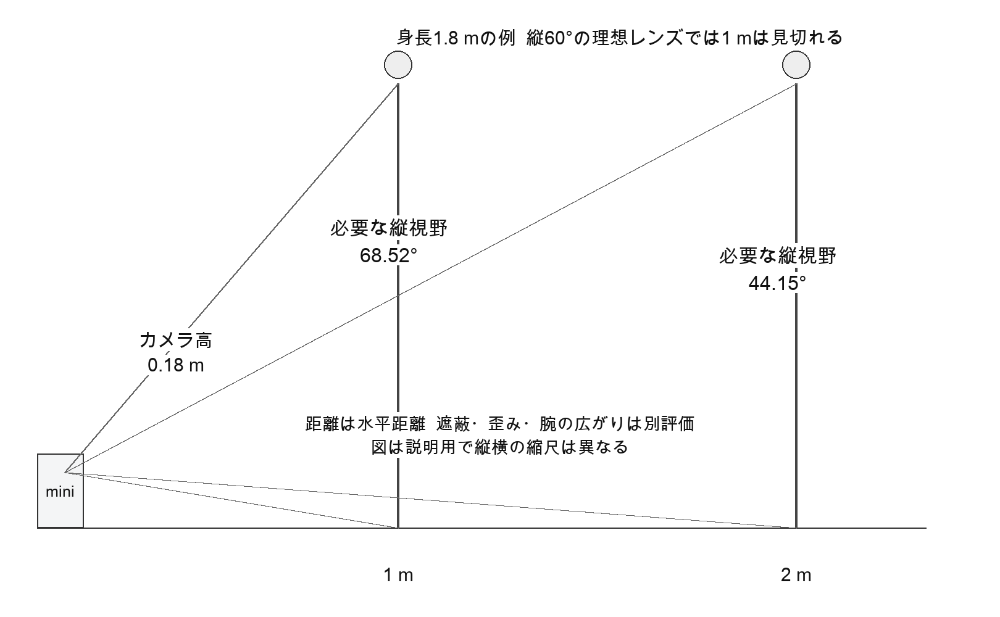 身長1.8 mの例 縦60°の理想レンズでは1 mは見切れる
必要な縦視野
68.52°
必要な縦視野
44.15°
カメラ高
0.18 m
距離は水平距離 遮蔽・歪み・腕の広がりは別評価
図は説明用で縦横の縮尺は異なる
mini
1 m
2 m